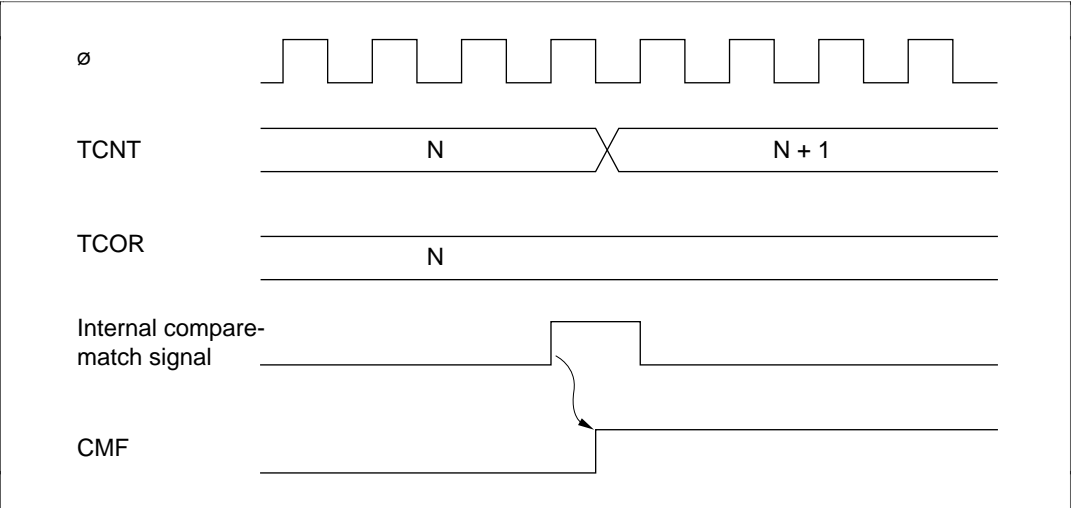 ø
TCNT
N
N + 1
TCOR
N
Internal compare-
match signal
CMF